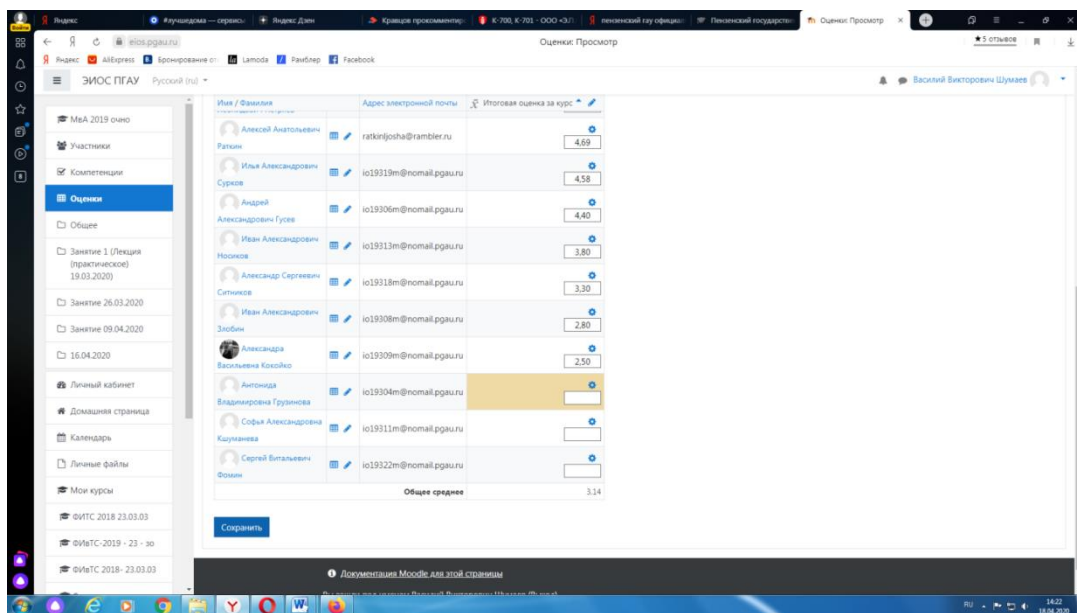 Войти
Яндекс
#лучшедома — сервисы
Яндекс Дзен
Кравцов прокомментир
К-700, К-701 - ООО «ЗЛ
пензенский гау официал
Пензенский государстве
Оценки: Просмотр
eios.pgau.ru
Оценки: Просмотр
★ 5 отзывов
Яндекс
AliExpress
Бронирование от
Lamoda
Рамблер
Facebook
ЭИОС ПГАУ
Русский (ru)
Василий Викторович Шумаев
МвА 2019 очно
Участники
Компетенции
Оценки
Общее
Занятие 1 (Лекция
(практическое)
19.03.2020)
Занятие 26.03.2020
Занятие 09.04.2020
16.04.2020
Личный кабинет
Домашняя страница
Календарь
Личные файлы
Мои курсы
ФИТС 2018 23.03.03
ФИвТС-2019 - 23 - зо
ФИвТС 2018- 23.03.03
Имя / Фамилия
Адрес электронной почты
Итоговая оценка за курс
Алексей Анатольевич
Раткин
ratkinljosha@rambler.ru
4,69
Илья Александрович
Сурков
io19319m@nomail.pgau.ru
4,58
Андрей
Александрович Гусев
io19306m@nomail.pgau.ru
4,40
Иван Александрович
Носиков
io19313m@nomail.pgau.ru
3,80
Александр Сергеевич
Ситников
io19318m@nomail.pgau.ru
3,30
Иван Александрович
Злобин
io19308m@nomail.pgau.ru
2,80
Александра
Васильевна Кокойко
io19309m@nomail.pgau.ru
2,50
Антонида
Владимировна Грузинова
io19304m@nomail.pgau.ru
Софья Александровна
Кшуманева
io19311m@nomail.pgau.ru
Сергей Витальевич
Фомин
io19322m@nomail.pgau.ru
Общее среднее
3,14
Сохранить
Документация Moodle для этой страницы
RU
14:22
18.04.2020